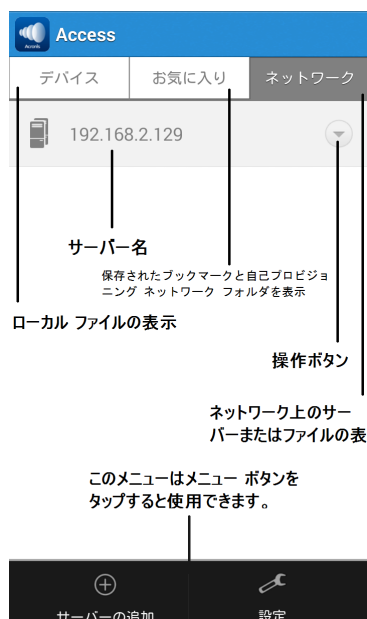 Access
Acronis
デバイス
お気に入り
ネットワーク
192.168.2.129
サーバー名
保存されたブックマークと自己プロビジョ
ニング ネットワーク フォルダを表示
ローカル ファイルの表示
操作ボタン
ネットワーク上のサー
バーまたはファイルの表
このメニューはメニュー ボタンを
タップすると使用できます。
サーバーの追加
設定